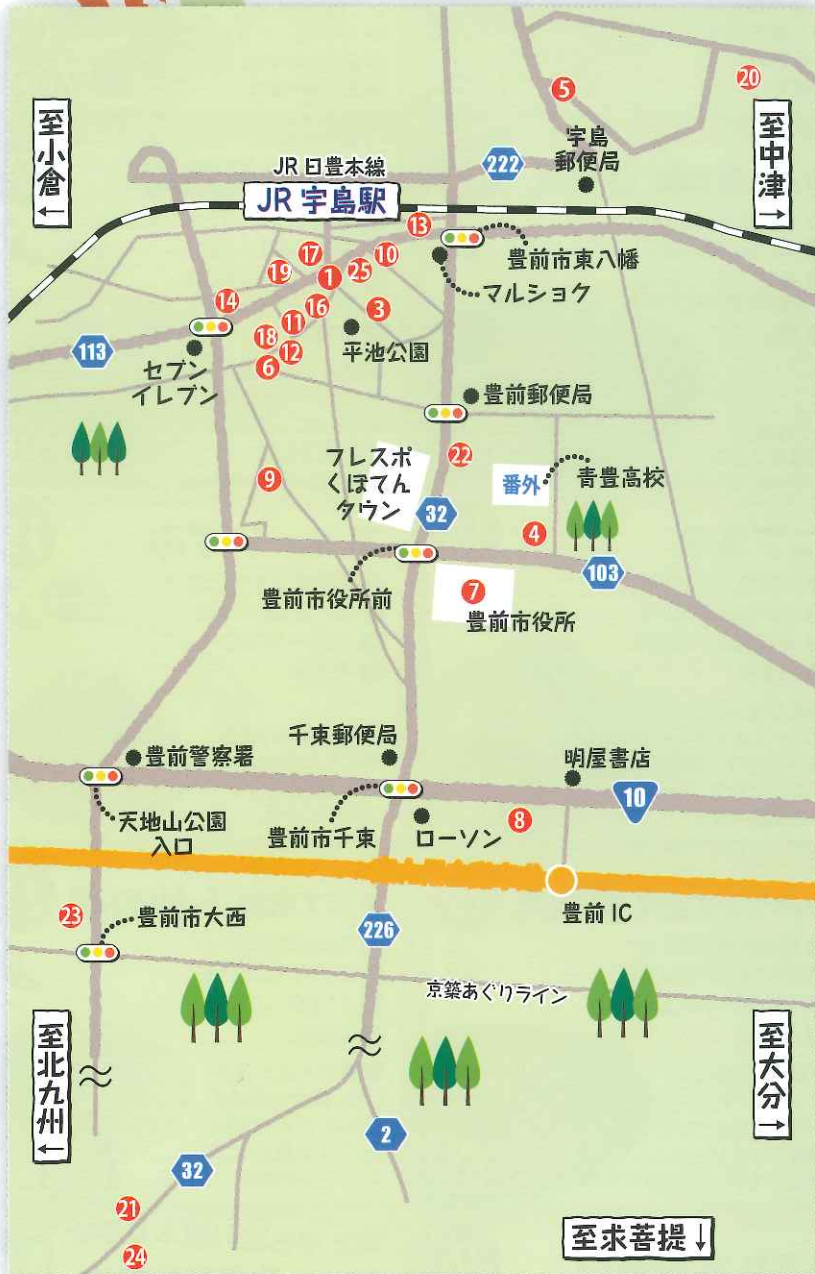 至小倉
←
至中津
→
JR日豊本線
JR 宇島駅
222
宇島
郵便局
5
20
13
豊前市東八幡
マルショク
17
10
19
1
25
14
16
3
11
18
12
6
平池公園
113
セブン
イレブン
豊前郵便局
22
フレスポ
くぼてん
タウン
9
32
番外
青豊高校
4
103
豊前市役所前
7
豊前市役所
豊前警察署
千束郵便局
明屋書店
10
天地山公園
入口
豊前市千束
ローソン
8
豊前IC
23
豊前市大西
226
京築あぐりライン
至北九州
←
至大分
→
2
32
21
24
至求菩提↓